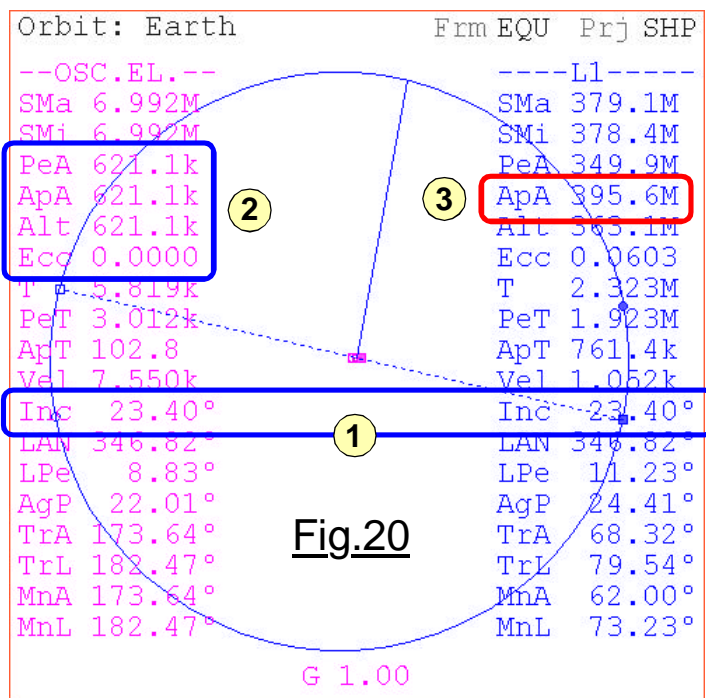 Orbit: Earth Frm EQU Prj SHP
--OSC.EL.-- ----L1-----
SMa 6.992M SMa 379.1M
SMi 6.992M SMi 378.4M
PeA 621.1k PeA 349.9M
ApA 621.1k ApA 395.6M
2 3
Alt 621.1k Alt 363.1M
Ecc 0.0000 Ecc 0.0603
T 5.819k T 2.323M
PeT 3.012k PeT 1.923M
ApT 102.8 ApT 761.4k
Vel 7.550k Vel 1.052k
Inc 23.40° Inc 23.40°
1
LAN 346.82° LAN 346.82°
LPe 8.83° LPe 11.23°
AgP 22.01° AgP 24.41°
TrA 173.64° TrA 68.32°
Fig.20
TrL 182.47° TrL 79.54°
MnA 173.64° MnA 62.00°
MnL 182.47° MnL 73.23°
G 1.00